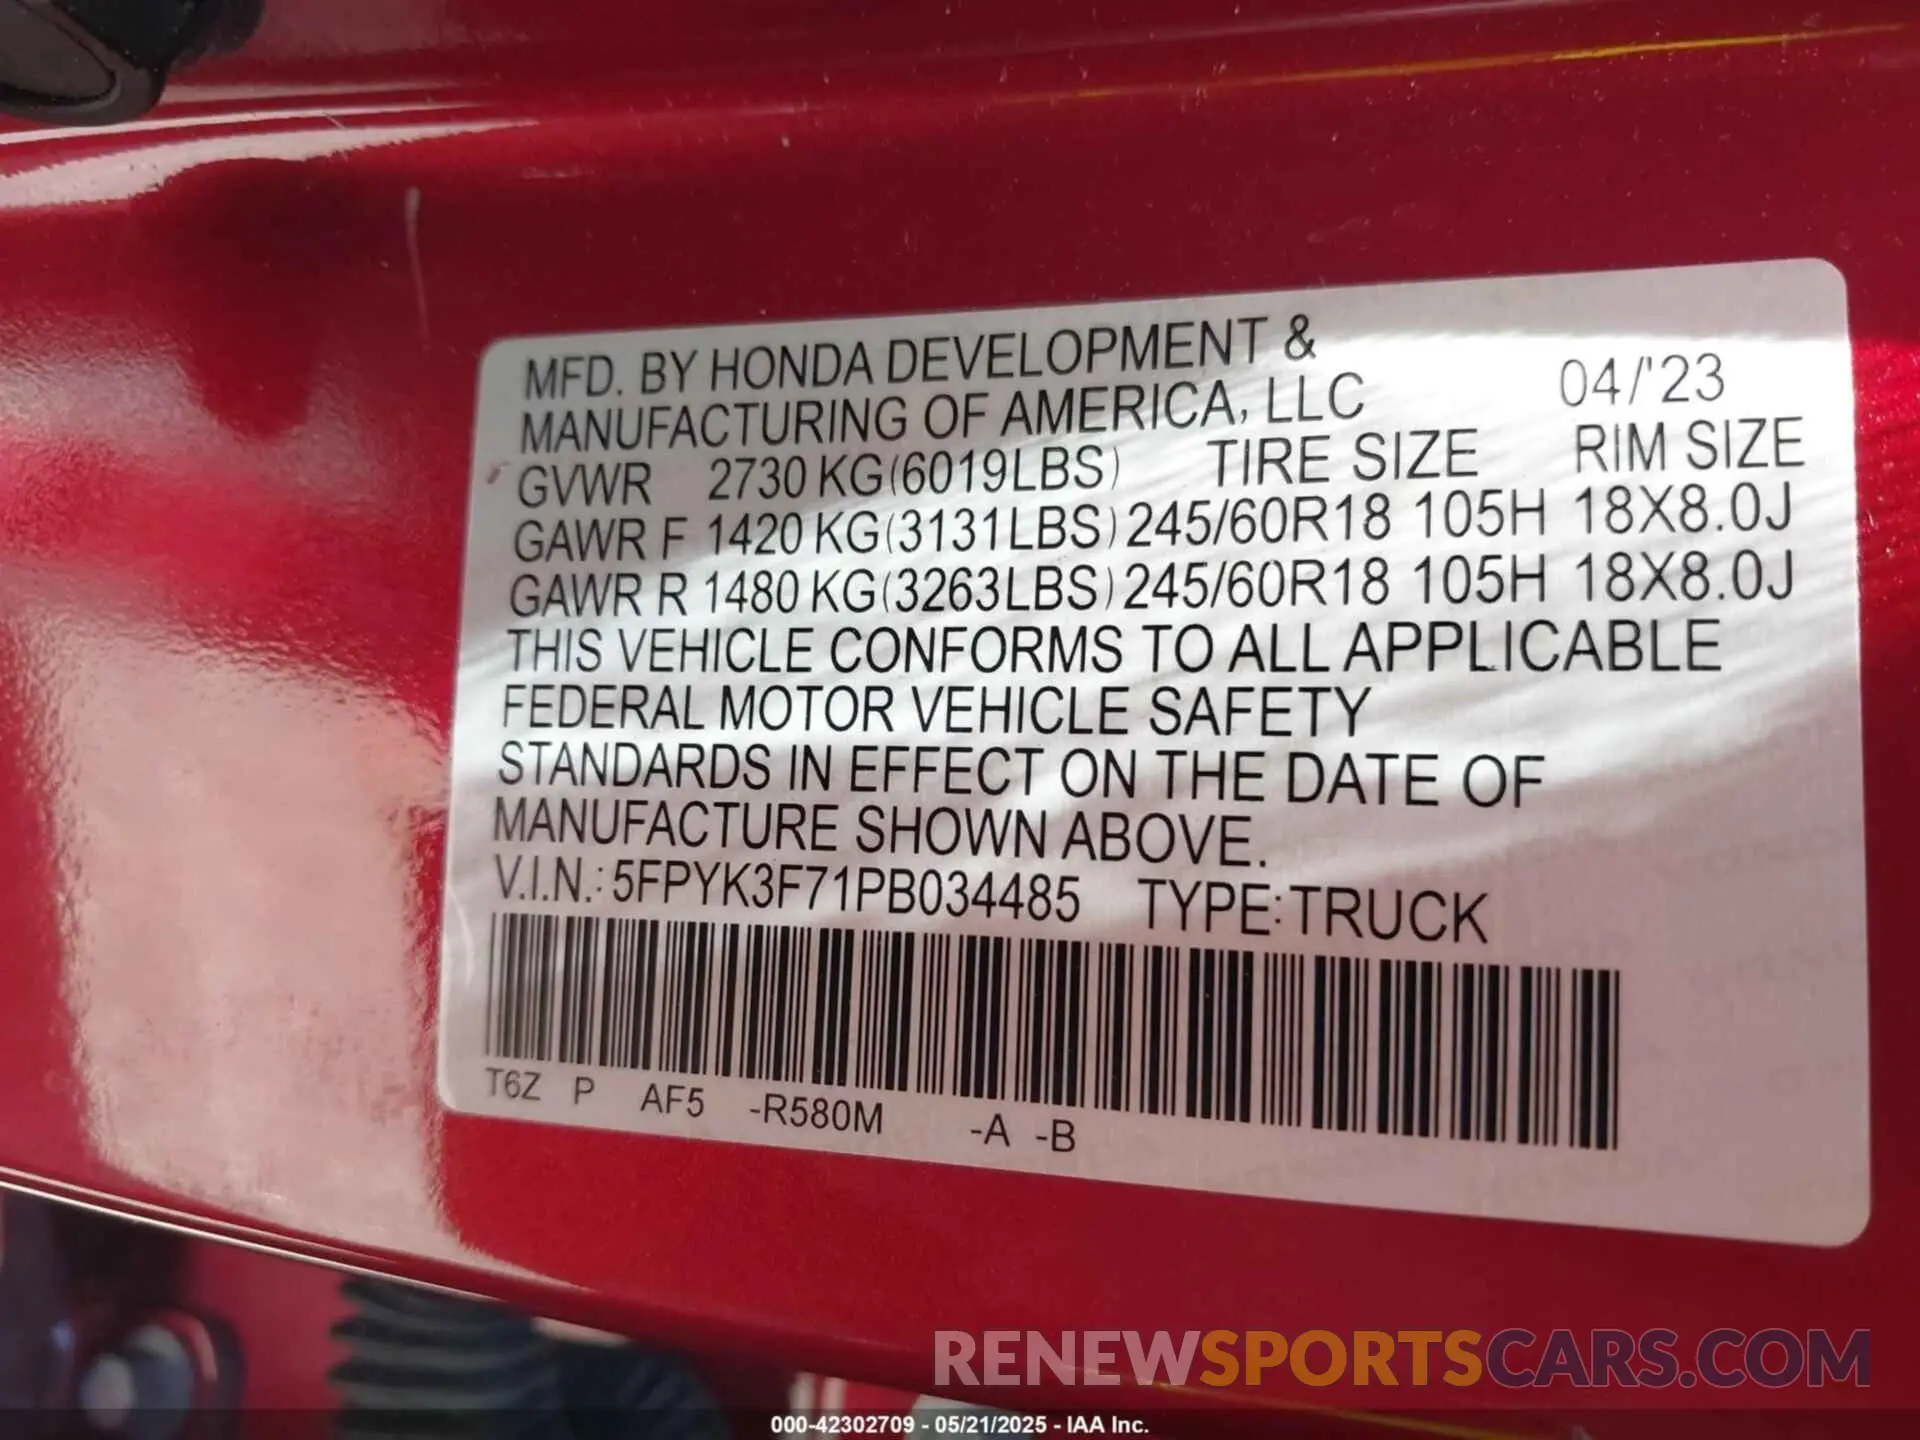 MFD. BY HONDA DEVELOPMENT &
MANUFACTURING OF AMERICA, LLC 04/'23
GVWR 2730 KG(6019LBS) TIRE SIZE RIM SIZE
GAWR F 1420 KG(3131LBS) 245/60R18 105H 18X8.0J
GAWR R 1480 KG(3263LBS) 245/60R18 105H 18X8.0J
THIS VEHICLE CONFORMS TO ALL APPLICABLE
FEDERAL MOTOR VEHICLE SAFETY
STANDARDS IN EFFECT ON THE DATE OF
MANUFACTURE SHOWN ABOVE.
V.I.N.: 5FPYK3F71PB034485 TYPE: TRUCK
T6Z P AF5 -R580M -A -B
RENEWSPORTSCARS.COM
000-42302709 - 05/21/2025 - IAA Inc.